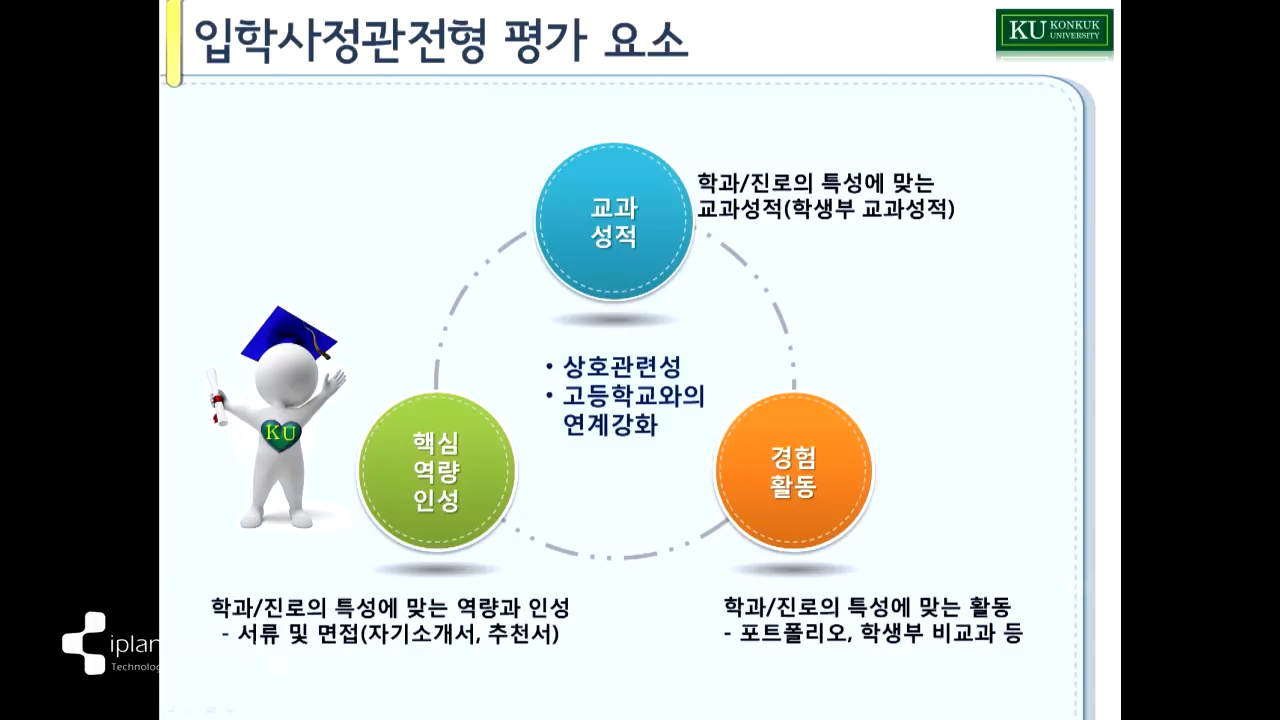 입학사정관전형 평가 요소
KU KONKUK
UNIVERSITY
교과
성적
학과/진로의 특성에 맞는
교과성적(학생부 교과성적)
• 상호관련성
• 고등학교와의
연계강화
KU
핵심
역량
인성
경험
활동
학과/진로의 특성에 맞는 역량과 인성
- 서류 및 면접(자기소개서, 추천서)
학과/진로의 특성에 맞는 활동
- 포트폴리오, 학생부 비교과 등
iplan
Technolog